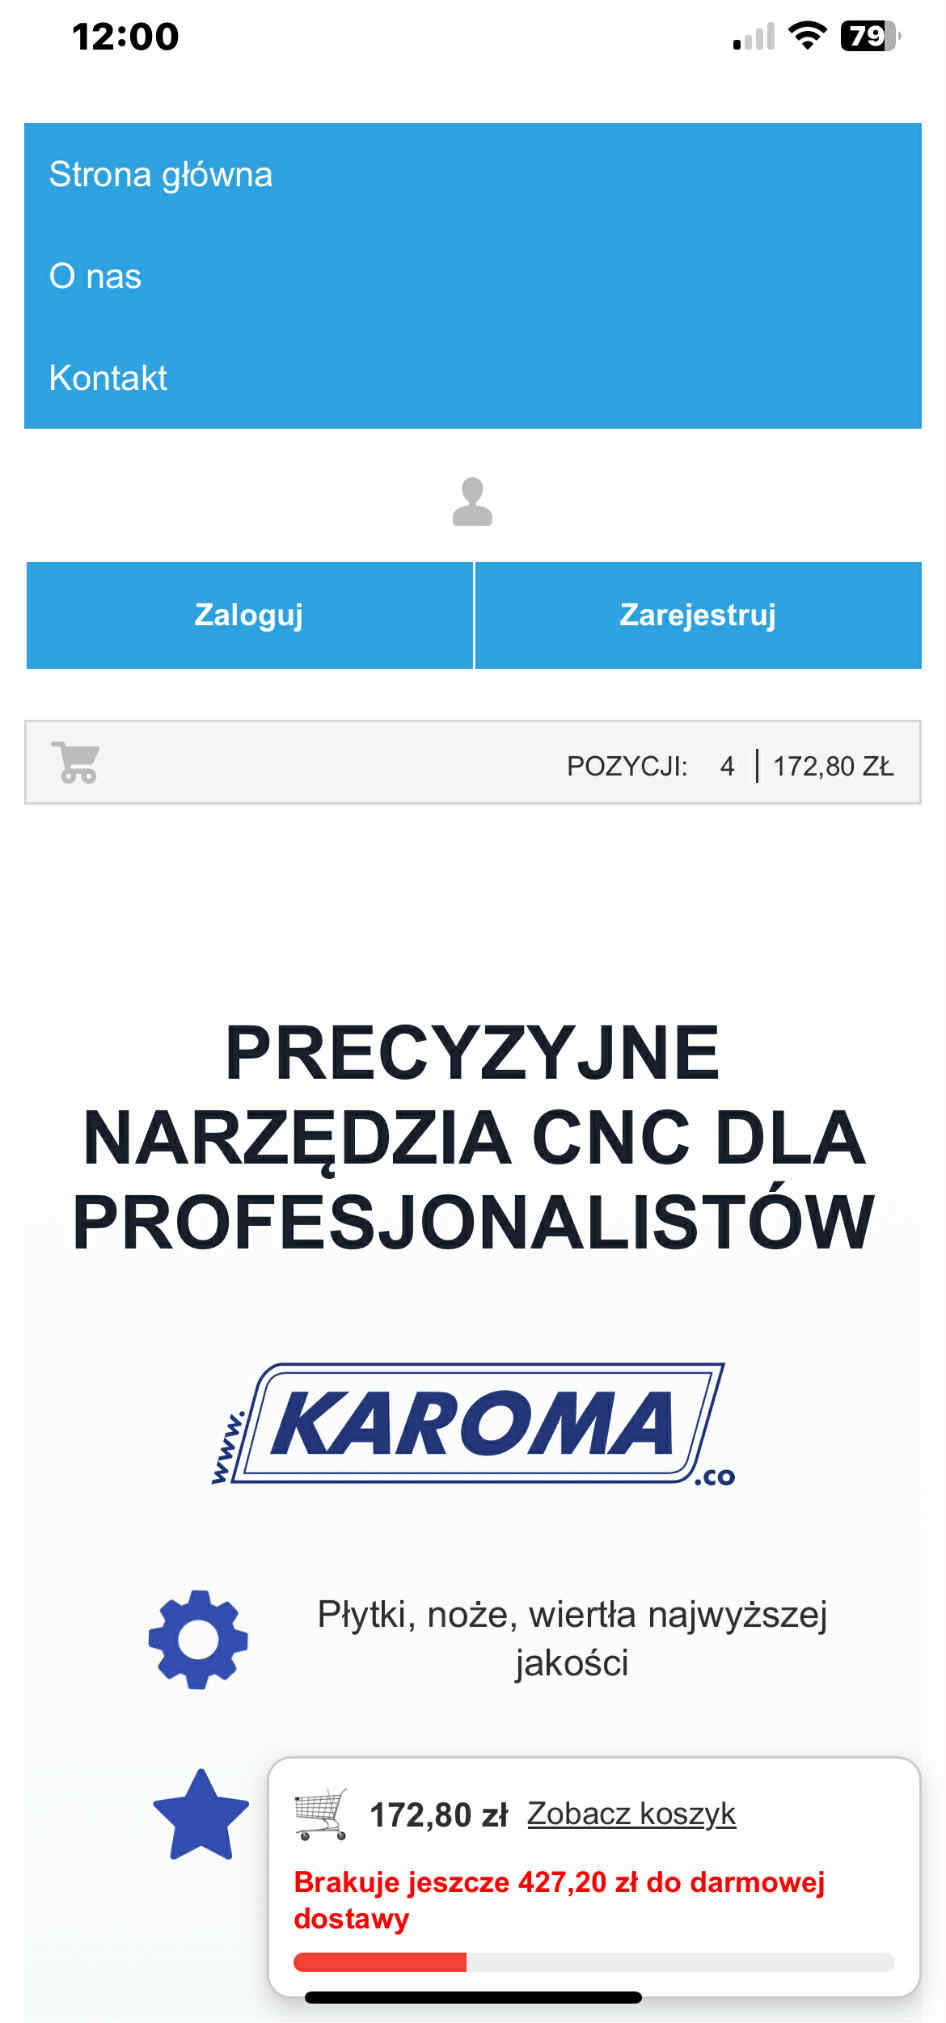 12:00
79
Strona główna
O nas
Kontakt
Zaloguj
Zarejestruj
POZYCJI: 4 | 172,80 ZŁ
PRECYZYJNE
NARZĘDZIA CNC DLA
PROFESJONALISTÓW
www. KAROMA .co
Płytki, noże, wiertła najwyższej
jakości
172,80 zł Zobacz koszyk
Brakuje jeszcze 427,20 zł do darmowej
dostawy